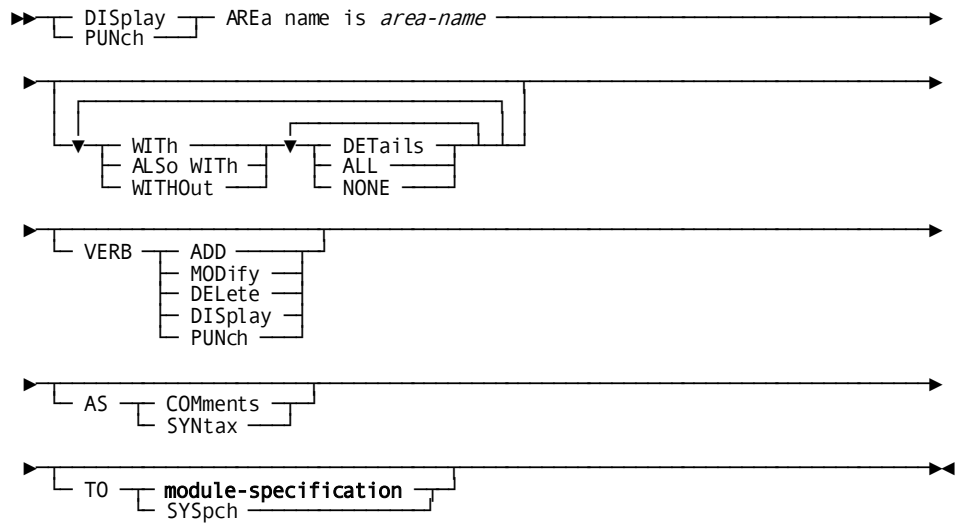 DISplay AREa name is area-name
PUNch
WITh DETails
ALSo WITh ALL
WITHOut NONE
VERB ADD
MODify
DELete
DISplay
PUNch
AS COMments
SYNtax
TO module-specification
SYSpch